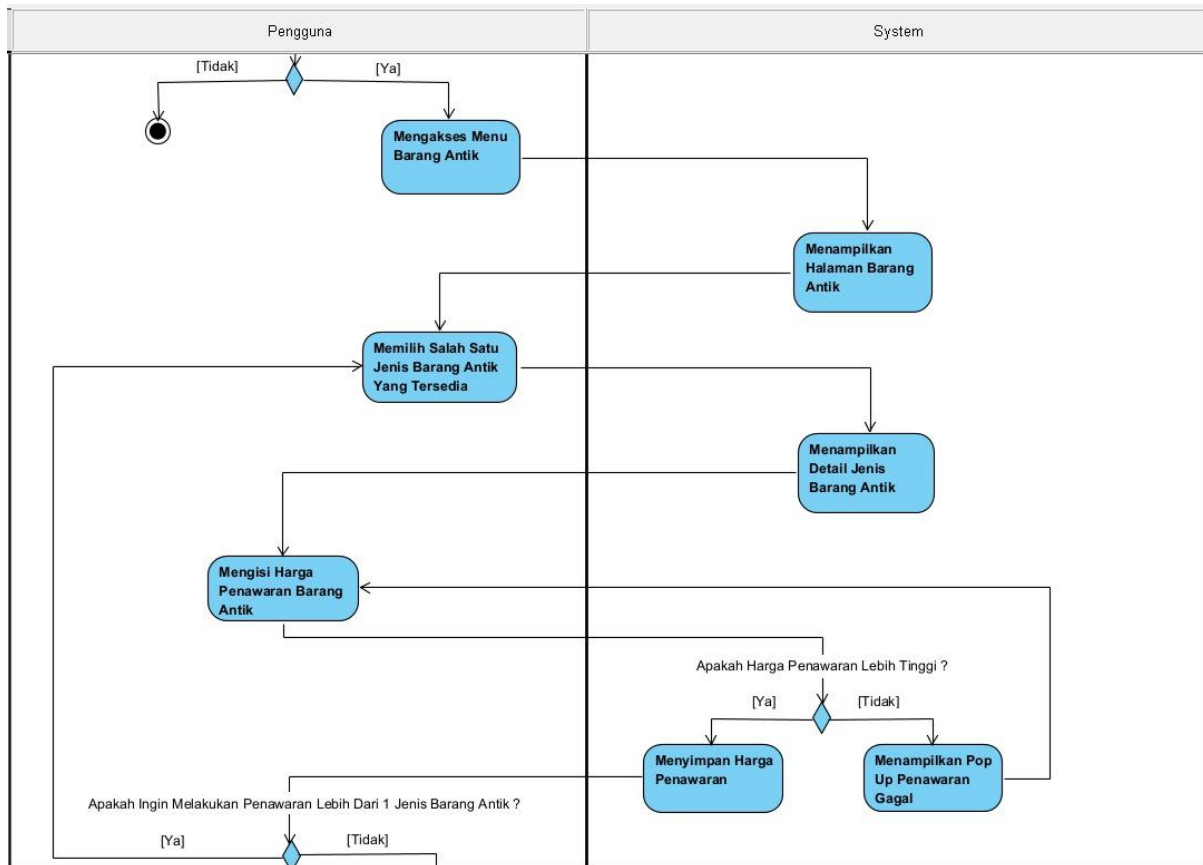 Pengguna
System
[Tidak]
[Ya]
Mengakses Menu
Barang Antik
Menampilkan
Halaman Barang
Antik
Memilih Salah Satu
Jenis Barang Antik
Yang Tersedia
Menampilkan
Detail Jenis
Barang Antik
Mengisi Harga
Penawaran Barang
Antik
Apakah Harga Penawaran Lebih Tinggi ?
[Ya]
[Tidak]
Menyimpan Harga
Penawaran
Menampilkan Pop
Up Penawaran
Gagal
Apakah Ingin Melakukan Penawaran Lebih Dari 1 Jenis Barang Antik ?
[Ya]
[Tidak]